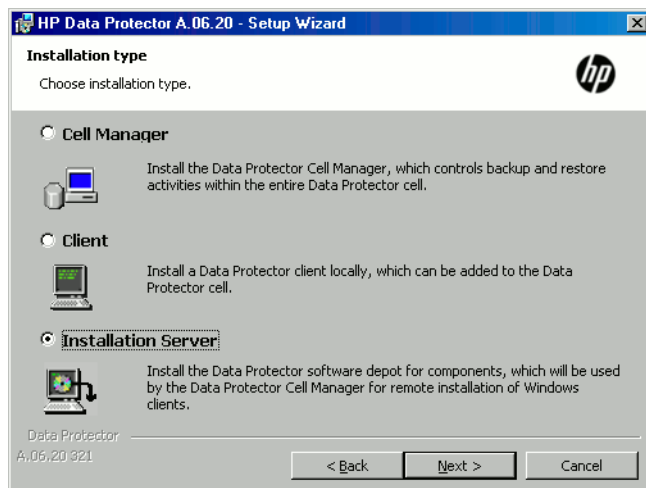 HP Data Protector A.06.20 - Setup Wizard
Installation type
Choose installation type.
hp
Cell Manager
Install the Data Protector Cell Manager, which controls backup and restore
activities within the entire Data Protector cell.
Client
Install a Data Protector client locally, which can be added to the Data
Protector cell.
Installation Server
Install the Data Protector software depot for components, which will be used
by the Data Protector Cell Manager for remote installation of Windows
clients.
Data Protector
A.06.20 321
< Back
Next >
Cancel